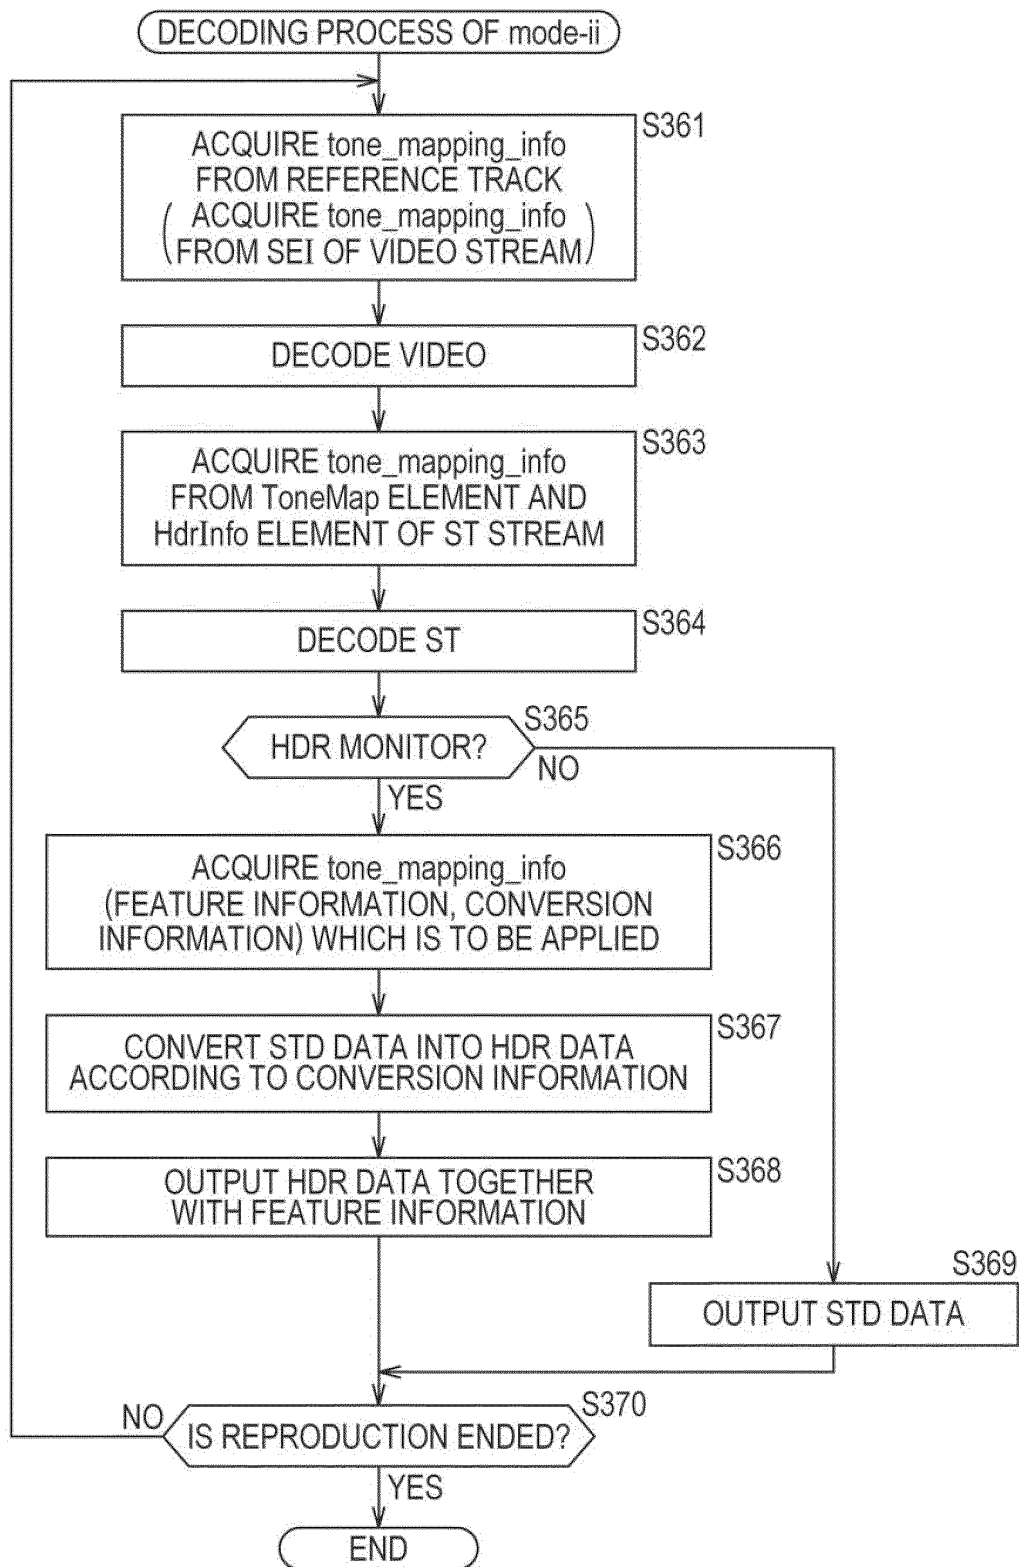 DECODING PROCESS OF mode-ii
S361
ACQUIRE tone_mapping_info
FROM REFERENCE TRACK
(ACQUIRE tone_mapping_info
FROM SEI OF VIDEO STREAM)
S362
DECODE VIDEO
S363
ACQUIRE tone_mapping_info
FROM ToneMap ELEMENT AND
HdrInfo ELEMENT OF ST STREAM
S364
DECODE ST
S365
HDR MONITOR?
NO
YES
S366
ACQUIRE tone_mapping_info
(FEATURE INFORMATION, CONVERSION
INFORMATION) WHICH IS TO BE APPLIED
S367
CONVERT STD DATA INTO HDR DATA
ACCORDING TO CONVERSION INFORMATION
S368
OUTPUT HDR DATA TOGETHER
WITH FEATURE INFORMATION
S369
OUTPUT STD DATA
S370
NO
IS REPRODUCTION ENDED?
YES
END